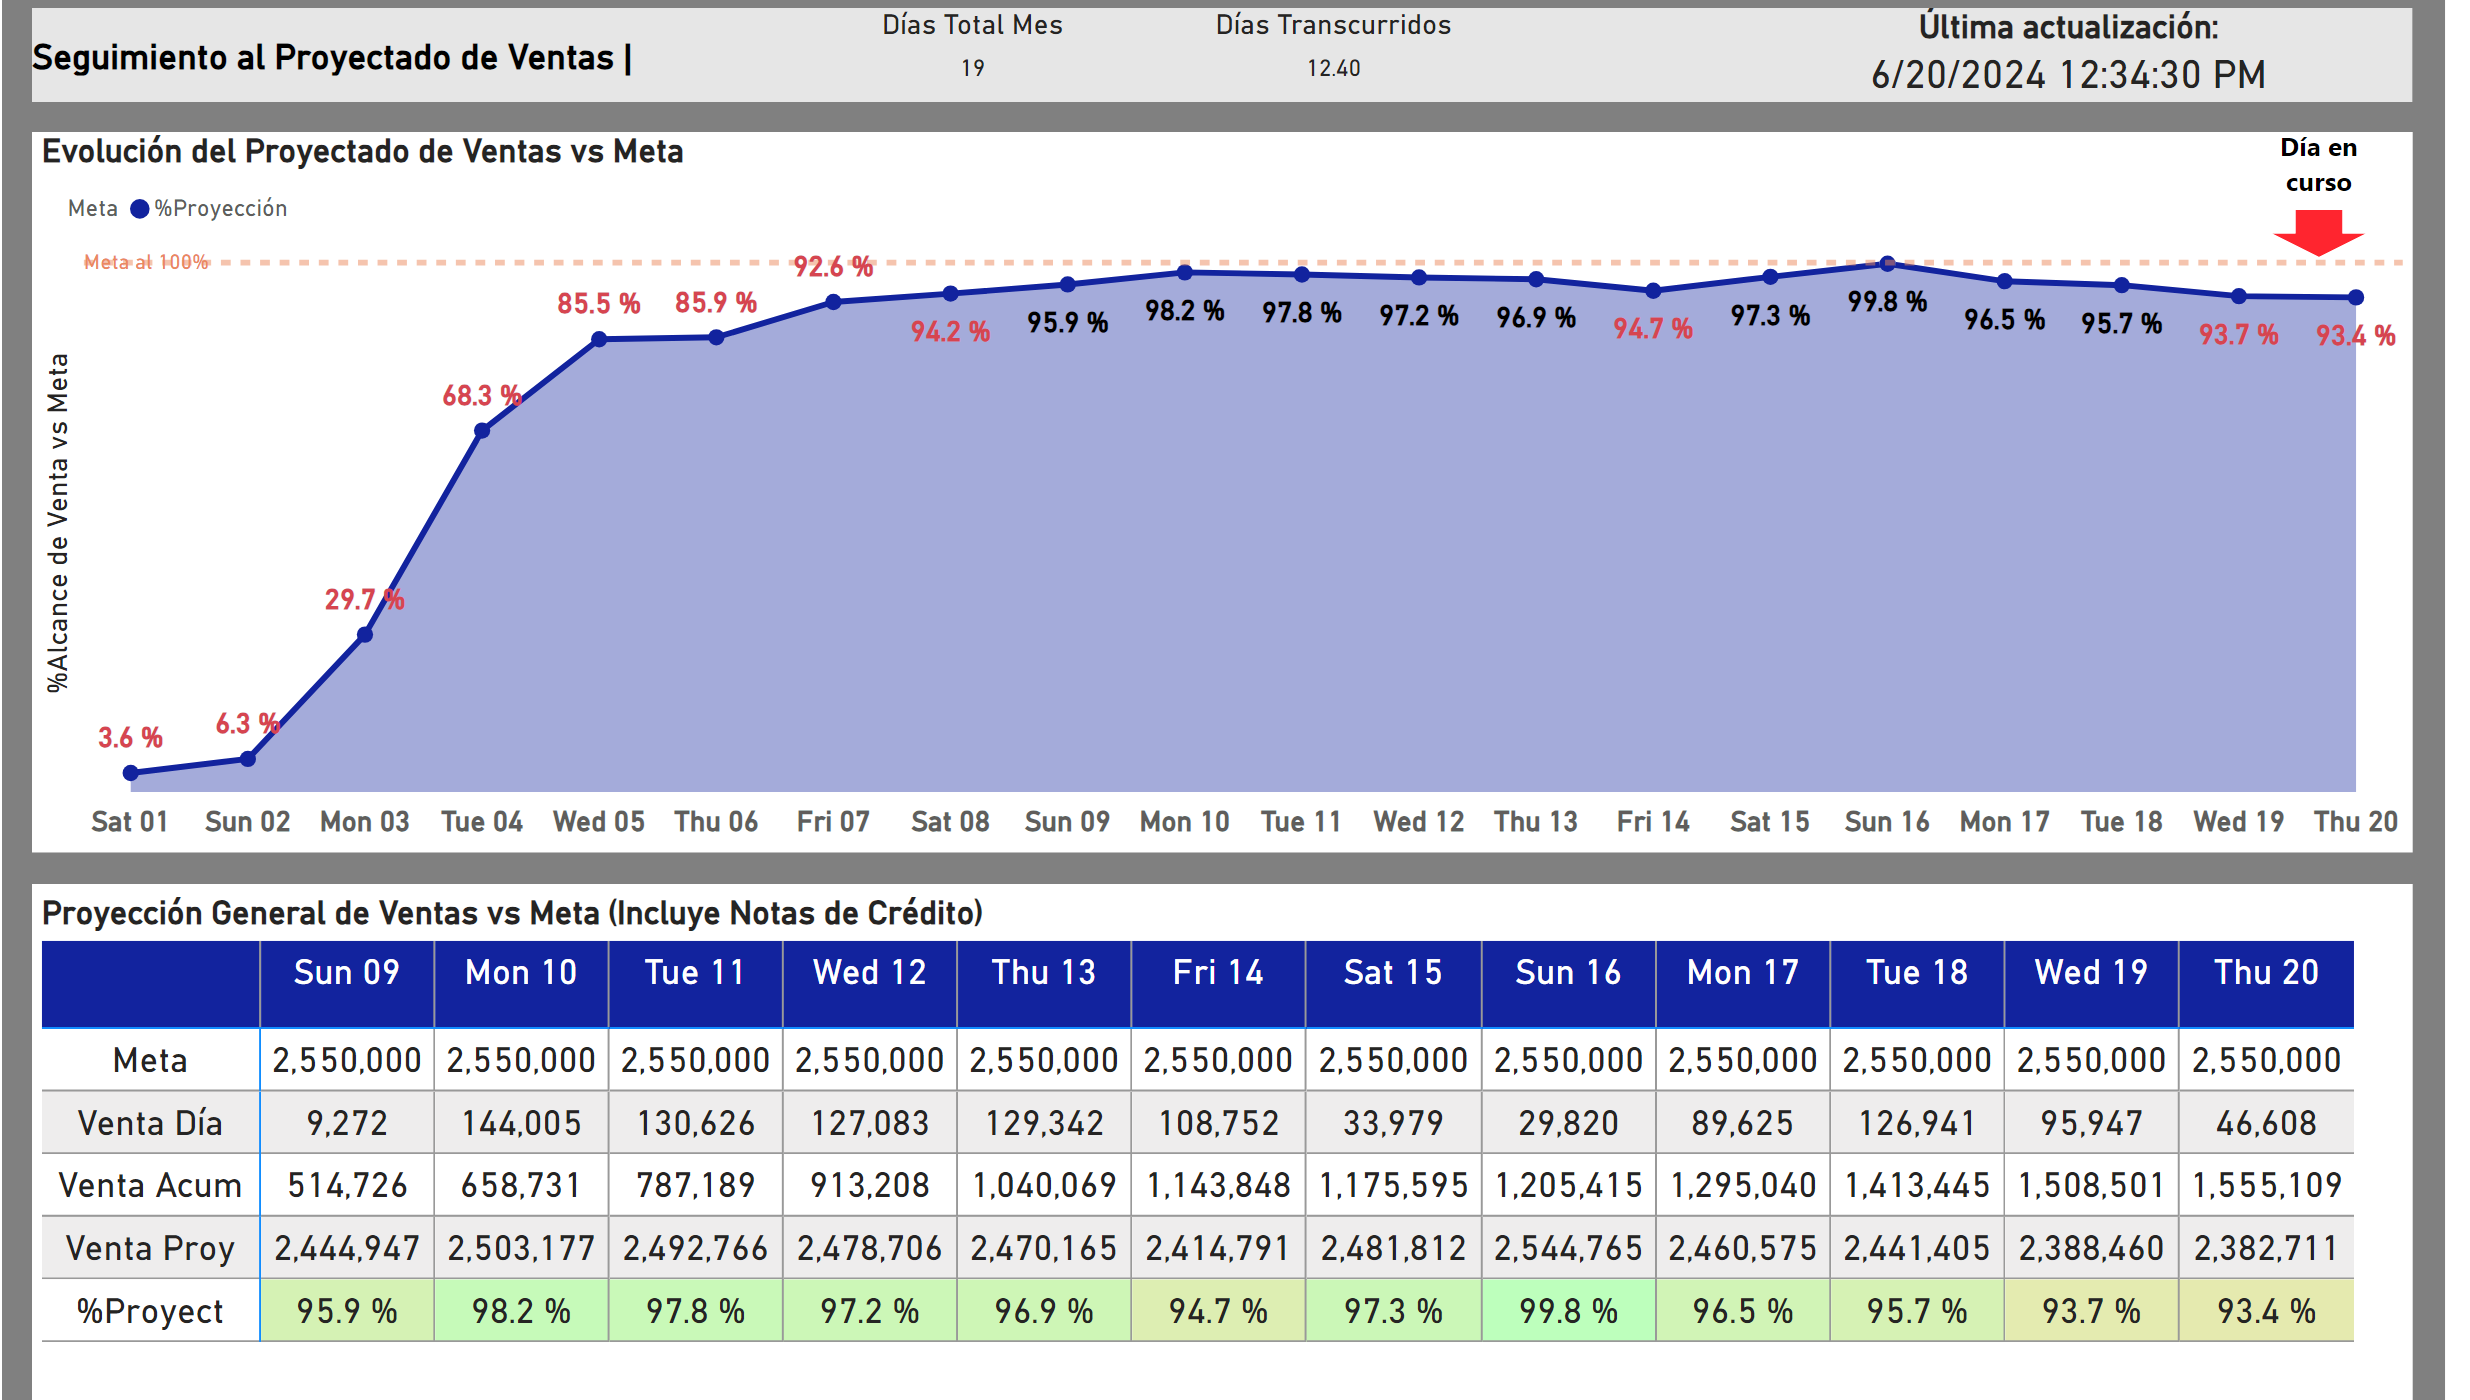 Seguimiento al Proyectado de Ventas |
Días Total Mes
19
Días Transcurridos
12.40
Última actualización:
6/20/2024 12:34:30 PM
Evolución del Proyectado de Ventas vs Meta
Día en
curso
Meta %Proyección
Meta al 100%
%Alcance de Venta vs Meta
3.6 % 6.3 % 29.7 % 68.3 % 85.5 % 85.9 % 92.6 % 94.2 % 95.9 % 98.2 % 97.8 % 97.2 % 96.9 % 94.7 % 97.3 % 99.8 % 96.5 % 95.7 % 93.7 % 93.4 %
Sat 01 Sun 02 Mon 03 Tue 04 Wed 05 Thu 06 Fri 07 Sat 08 Sun 09 Mon 10 Tue 11 Wed 12 Thu 13 Fri 14 Sat 15 Sun 16 Mon 17 Tue 18 Wed 19 Thu 20
Proyección General de Ventas vs Meta (Incluye Notas de Crédito)
Sun 09 Mon 10 Tue 11 Wed 12 Thu 13 Fri 14 Sat 15 Sun 16 Mon 17 Tue 18 Wed 19 Thu 20
Meta 2,550,000 2,550,000 2,550,000 2,550,000 2,550,000 2,550,000 2,550,000 2,550,000 2,550,000 2,550,000 2,550,000 2,550,000
Venta Día 9,272 144,005 130,626 127,083 129,342 108,752 33,979 29,820 89,625 126,941 95,947 46,608
Venta Acum 514,726 658,731 787,189 913,208 1,040,069 1,143,848 1,175,595 1,205,415 1,295,040 1,413,445 1,508,501 1,555,109
Venta Proy 2,444,947 2,503,177 2,492,766 2,478,706 2,470,165 2,414,791 2,481,812 2,544,765 2,460,575 2,441,405 2,388,460 2,382,711
%Proyect 95.9 % 98.2 % 97.8 % 97.2 % 96.9 % 94.7 % 97.3 % 99.8 % 96.5 % 95.7 % 93.7 % 93.4 %